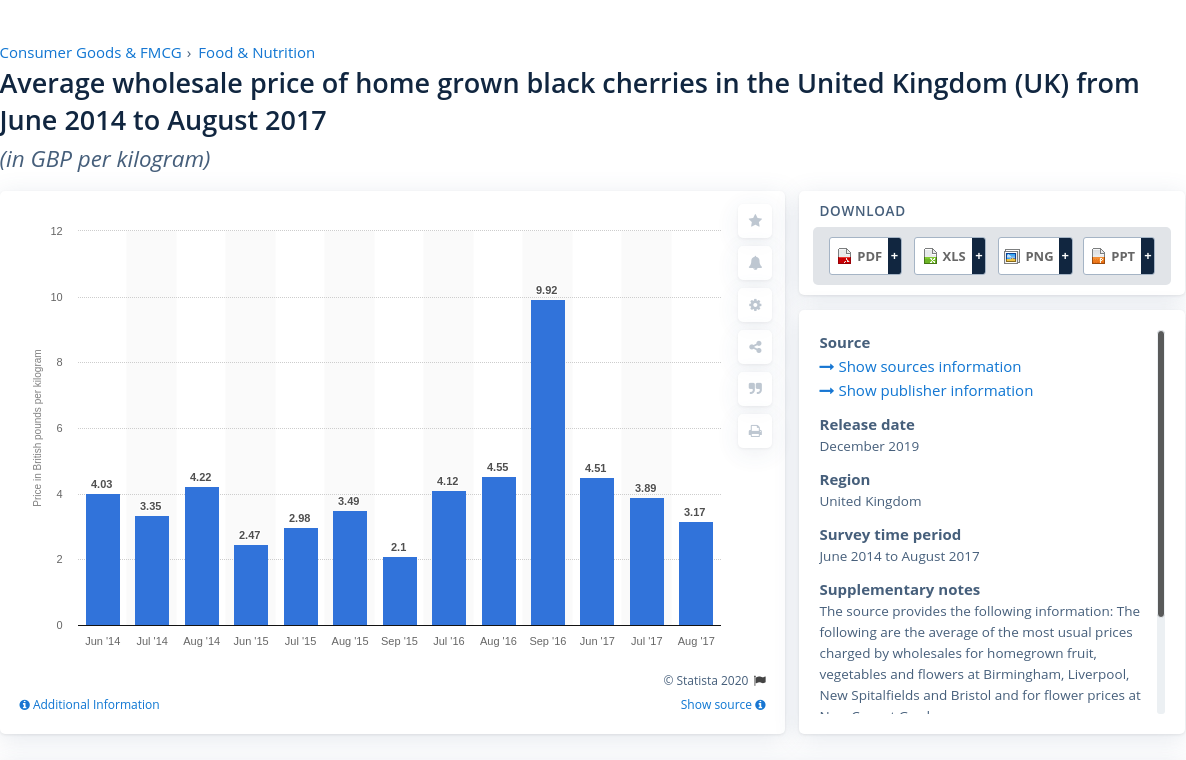 Consumer Goods & FMCG › Food & Nutrition
Average wholesale price of home grown black cherries in the United Kingdom (UK) from
June 2014 to August 2017
(in GBP per kilogram)
Price in British pounds per kilogram
12
10
8
6
4
2
0
4.03
3.35
4.22
2.47
2.98
3.49
2.1
4.12
4.55
9.92
4.51
3.89
3.17
Jun '14
Jul '14
Aug '14
Jun '15
Jul '15
Aug '15
Sep '15
Jul '16
Aug '16
Sep '16
Jun '17
Jul '17
Aug '17
© Statista 2020
Additional Information
Show source
DOWNLOAD
PDF +
XLS +
PNG +
PPT +
Source
Show sources information
Show publisher information
Release date
December 2019
Region
United Kingdom
Survey time period
June 2014 to August 2017
Supplementary notes
The source provides the following information: The
following are the average of the most usual prices
charged by wholesales for homegrown fruit,
vegetables and flowers at Birmingham, Liverpool,
New Spitalfields and Bristol and for flower prices at